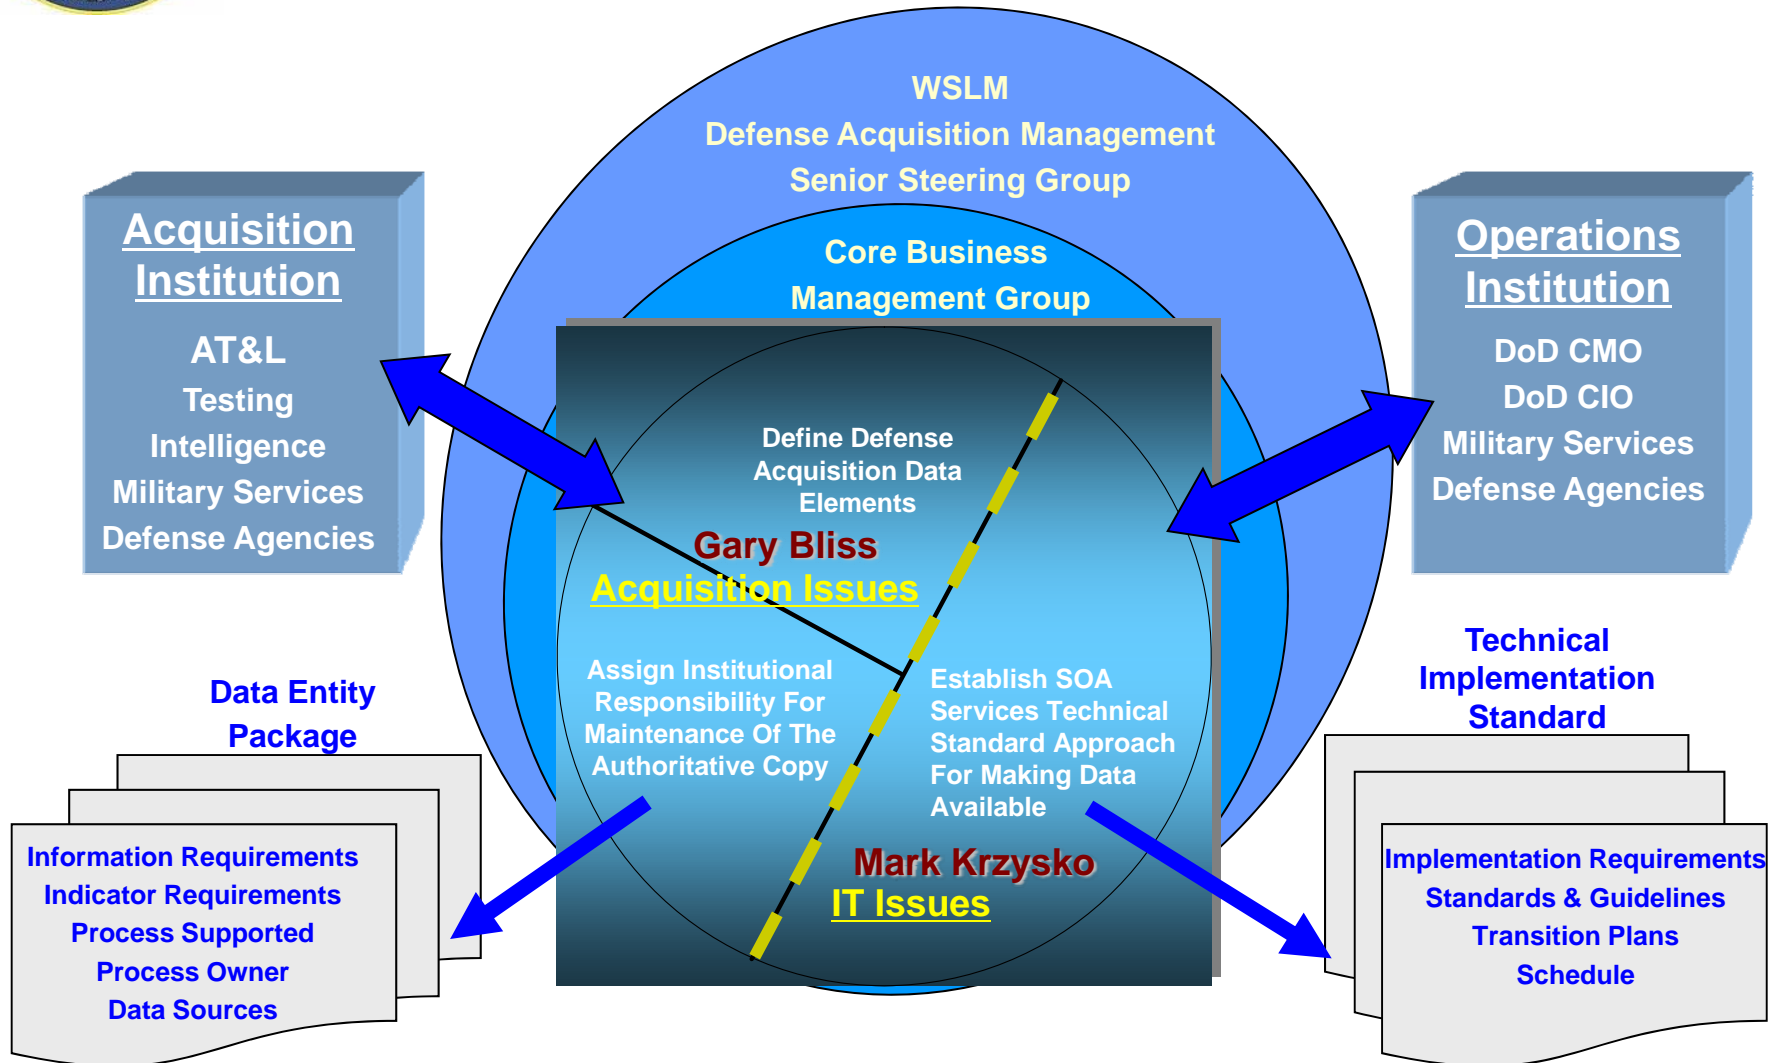 WSLM
Defense Acquisition Management
Senior Steering Group
Core Business
Management Group
Acquisition
Institution
AT&L
Testing
Intelligence
Military Services
Defense Agencies
Operations
Institution
DoD CMO
DoD CIO
Military Services
Defense Agencies
Define Defense
Acquisition Data
Elements
Gary Bliss
Acquisition Issues
Assign Institutional
Responsibility For
Maintenance Of The
Authoritative Copy
Establish SOA
Services Technical
Standard Approach
For Making Data
Available
Mark Krzysko
IT Issues
Data Entity
Package
Information Requirements
Indicator Requirements
Process Supported
Process Owner
Data Sources
Technical
Implementation
Standard
Implementation Requirements
Standards & Guidelines
Transition Plans
Schedule